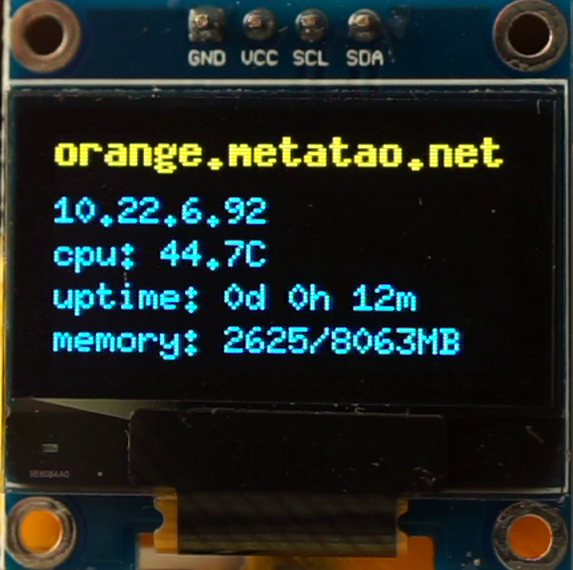 GND VCC SCL SDA
orange.metatao.net
10.22.6.92
cpu: 44.7C
uptime: 0d 0h 12m
memory: 2625/8063MB